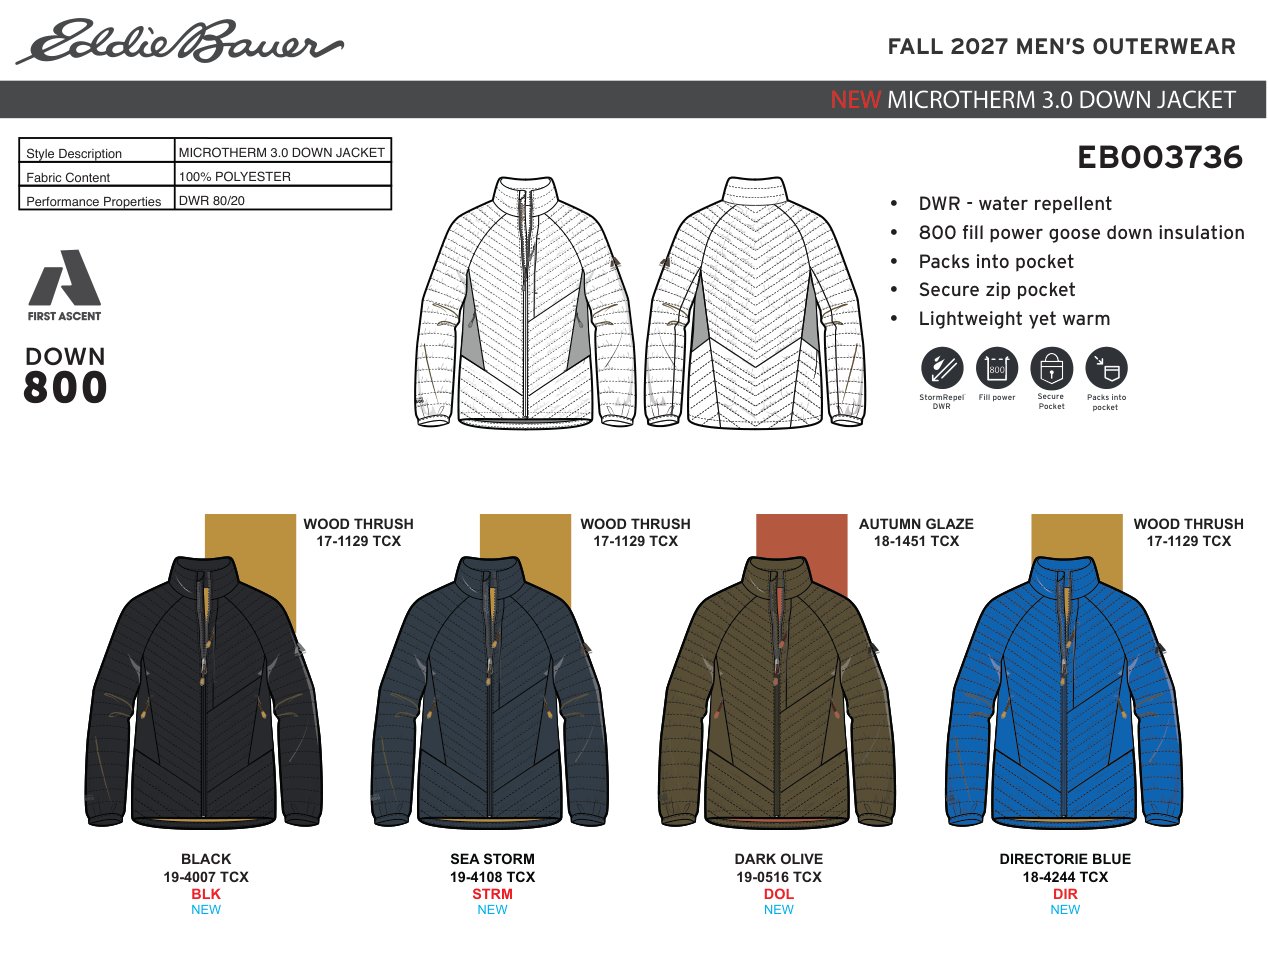 Eddie Bauer
FALL 2027 MEN'S OUTERWEAR
NEW MICROTHERM 3.0 DOWN JACKET
Style Description MICROTHERM 3.0 DOWN JACKET
Fabric Content 100% POLYESTER
Performance Properties DWR 80/20
EB003736
• DWR - water repellent
• 800 fill power goose down insulation
• Packs into pocket
• Secure zip pocket
• Lightweight yet warm
FIRST ASCENT
DOWN
800
800
StormRepel
DWR
Fill power
Secure
Pocket
Packs into
pocket
WOOD THRUSH
17-1129 TCX
WOOD THRUSH
17-1129 TCX
AUTUMN GLAZE
18-1451 TCX
WOOD THRUSH
17-1129 TCX
BLACK
19-4007 TCX
BLK
NEW
SEA STORM
19-4108 TCX
STRM
NEW
DARK OLIVE
19-0516 TCX
DOL
NEW
DIRECTORIE BLUE
18-4244 TCX
DIR
NEW